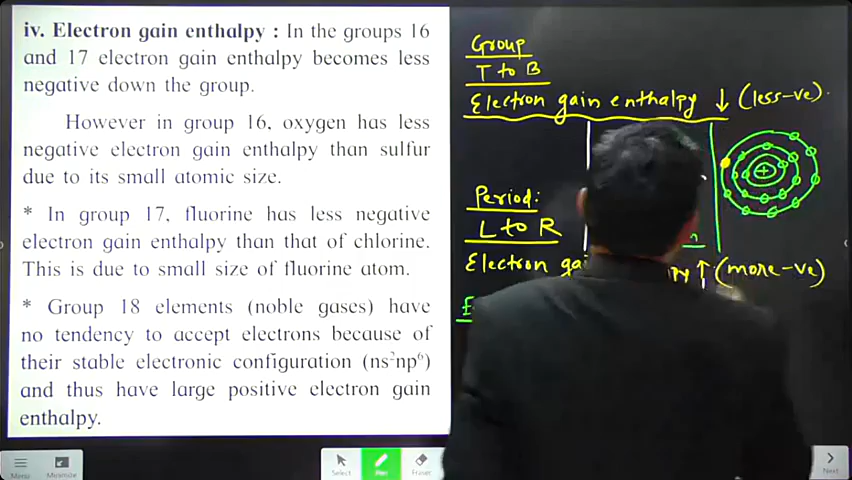 iv. Electron gain enthalpy : In the groups 16
and 17 electron gain enthalpy becomes less
negative down the group.
However in group 16, oxygen has less
negative electron gain enthalpy than sulfur
due to its small atomic size.
* In group 17, fluorine has less negative
electron gain enthalpy than that of chlorine.
This is due to small size of fluorine atom.
* Group 18 elements (noble gases) have
no tendency to accept electrons because of
their stable electronic configuration (ns²np⁶)
and thus have large positive electron gain
enthalpy.
Group
T to B
Electron gain enthalpy ↓ (less-ve).
+
Period:
L to R
Electron gai
py ↑ (more-ve)
E
Menu
Minimize
Select
Pen
Eraser
Next